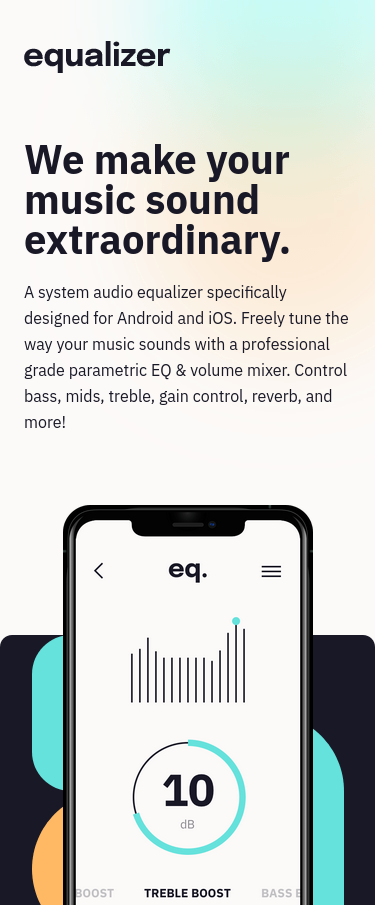 equalizer
We make your
music sound
extraordinary.
A system audio equalizer specifically
designed for Android and iOS. Freely tune the
way your music sounds with a professional
grade parametric EQ & volume mixer. Control
bass, mids, treble, gain control, reverb, and
more!
eq.
10
dB
BOOST TREBLE BOOST BASS